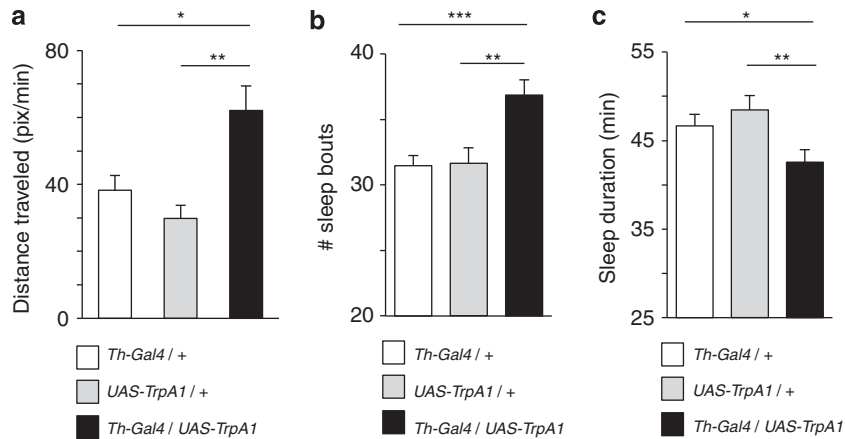 a
*
**
80
40
0
Distance traveled (pix/min)
Th-Gal4 / +
UAS-TrpA1 / +
Th-Gal4 / UAS-TrpA1
b
***
**
40
30
20
# sleep bouts
Th-Gal4 / +
UAS-TrpA1 / +
Th-Gal4 / UAS-TrpA1
c
*
**
55
45
35
25
Sleep duration (min)
Th-Gal4 / +
UAS-TrpA1 / +
Th-Gal4 / UAS-TrpA1